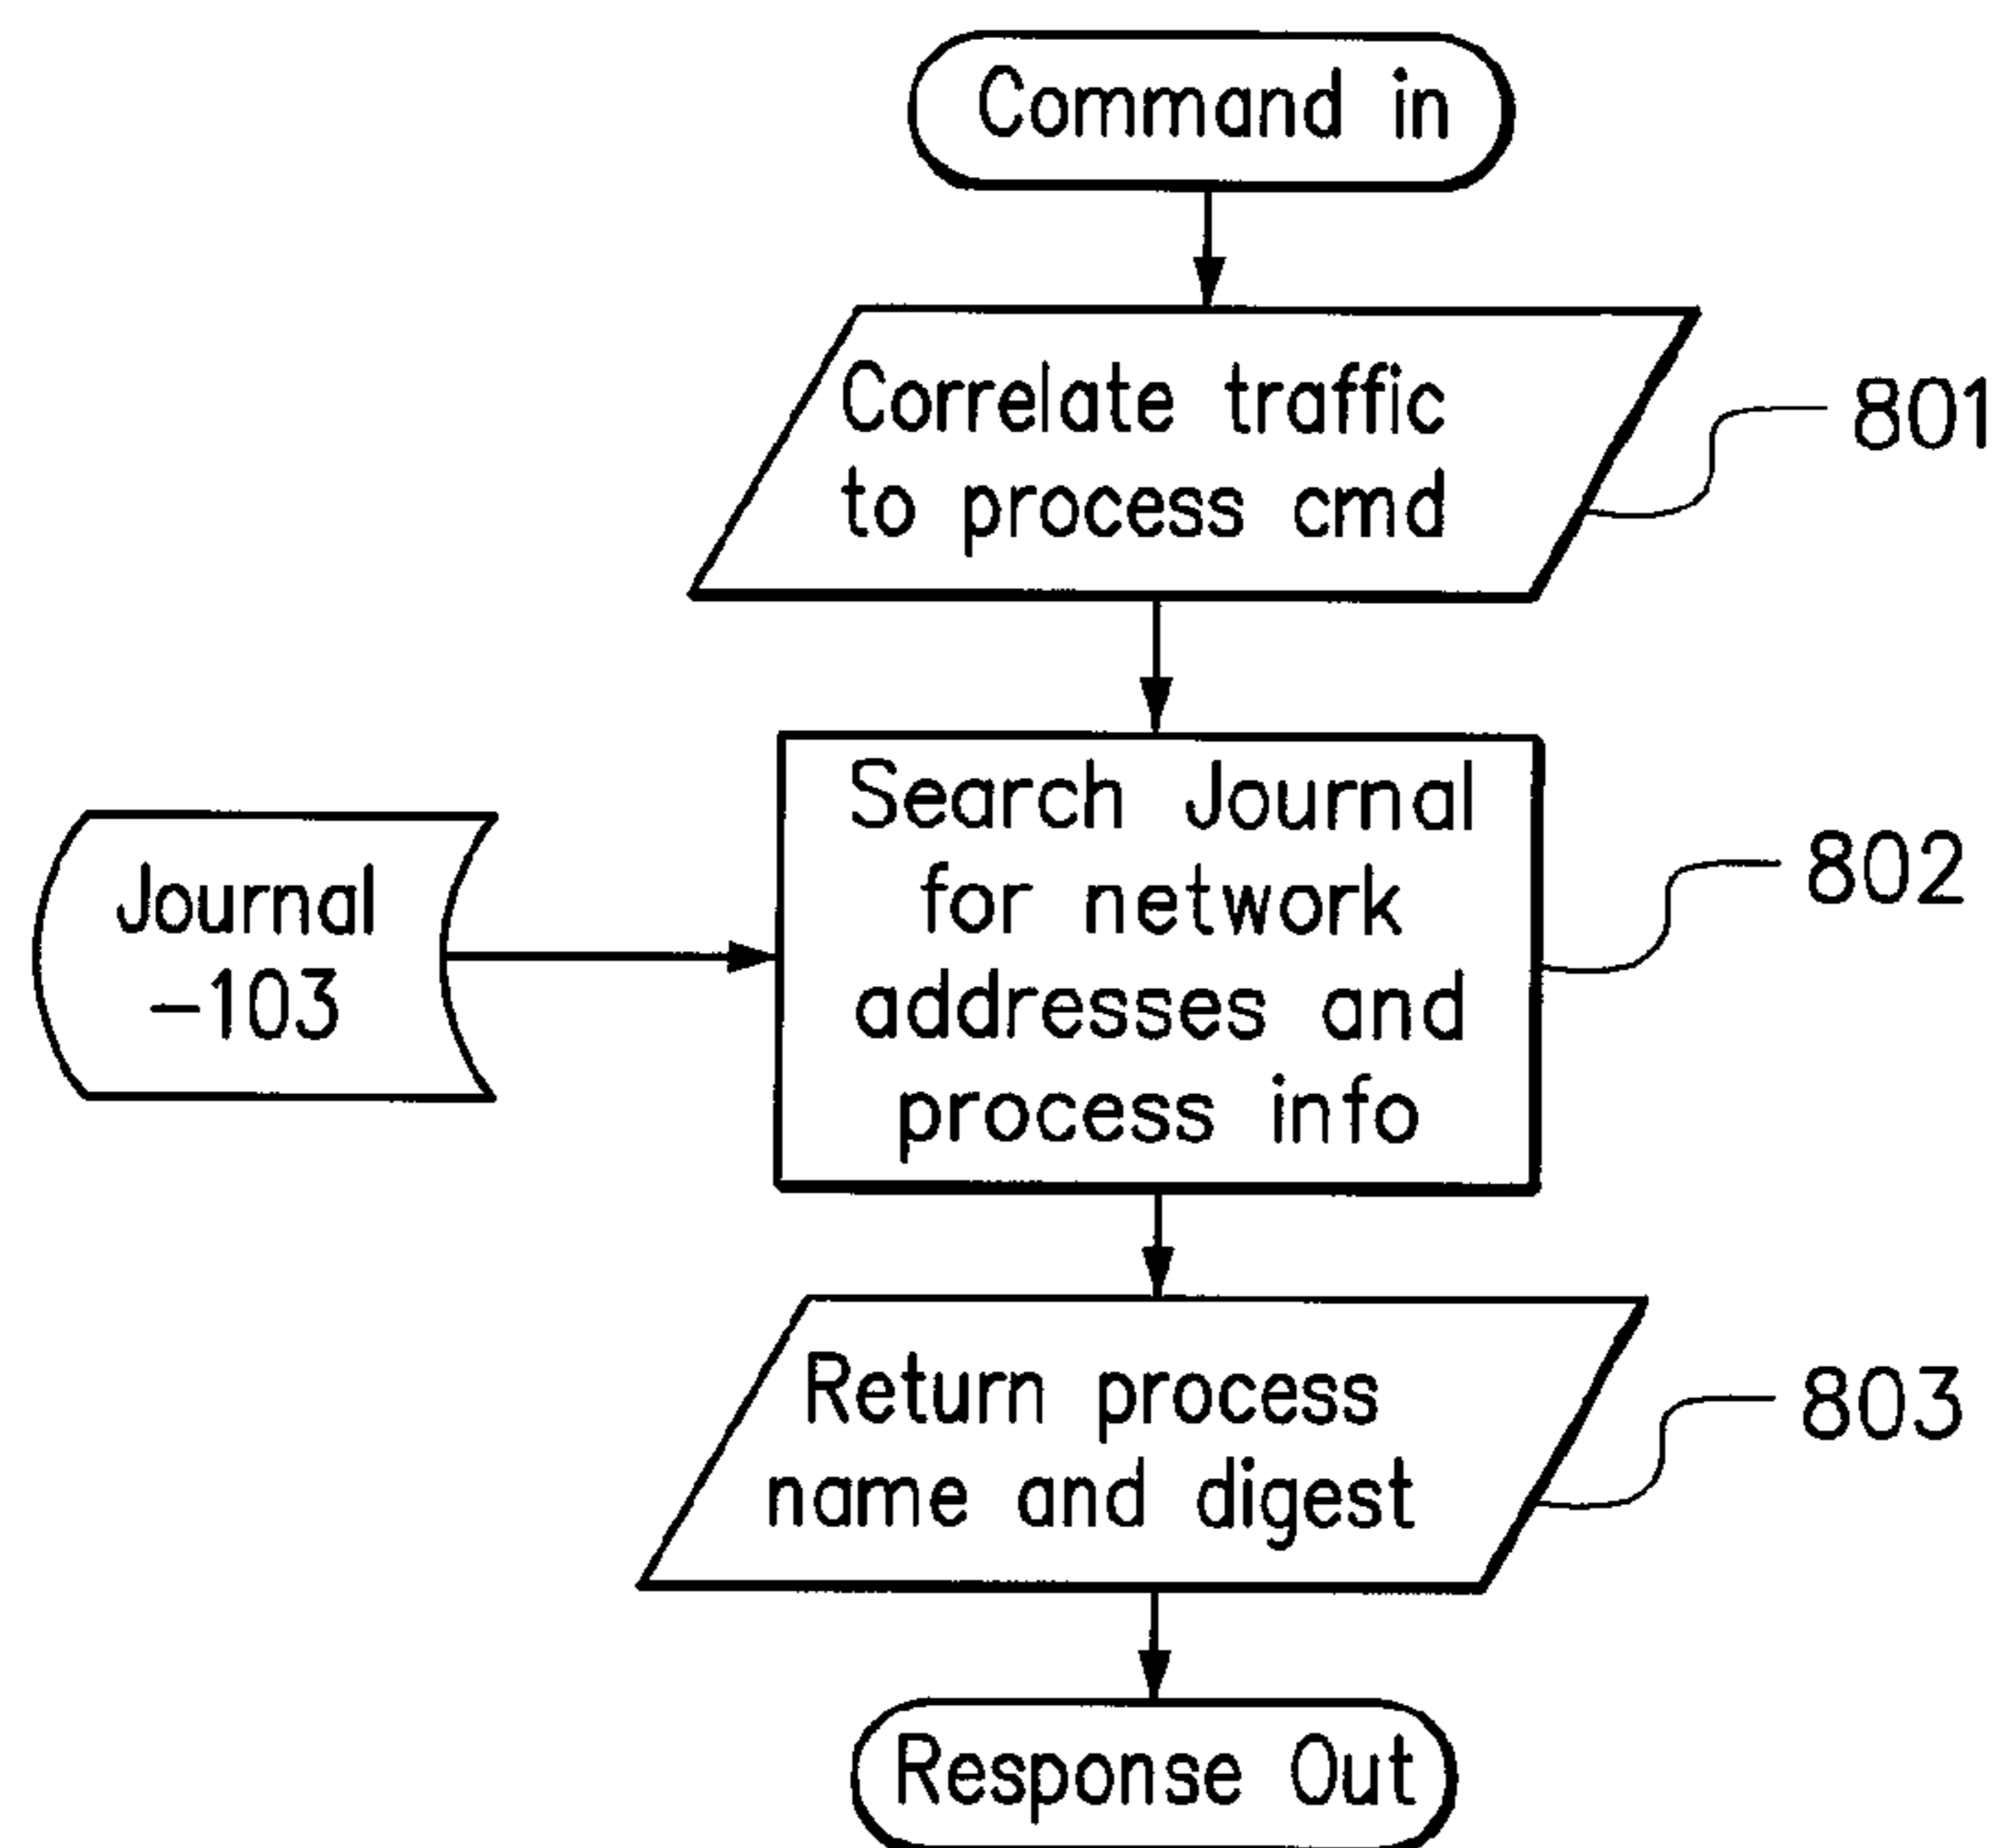 Command in
Correlate traffic
to process cmd
801
Search Journal
for network
addresses and
process info
802
Journal
-103
Return process
name and digest
803
Response Out